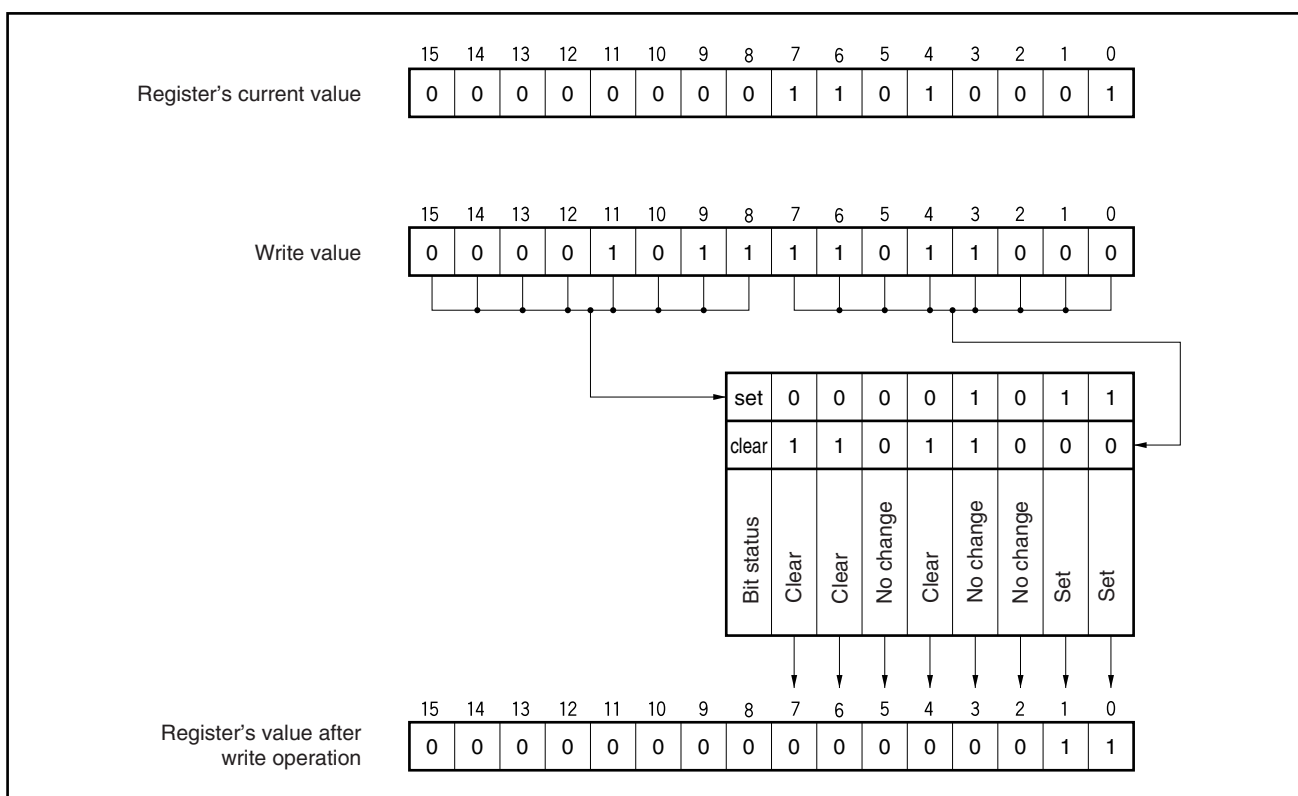 15 14 13 12 11 10 9 8 7 6 5 4 3 2 1 0
Register's current value 0 0 0 0 0 0 0 0 1 1 0 1 0 0 0 1
15 14 13 12 11 10 9 8 7 6 5 4 3 2 1 0
Write value 0 0 0 0 1 0 1 1 1 1 0 1 1 0 0 0
set 0 0 0 0 1 0 1 1
clear 1 1 0 1 1 0 0 0
Bit status Clear Clear No change Clear No change No change Set Set
15 14 13 12 11 10 9 8 7 6 5 4 3 2 1 0
Register's value after
write operation 0 0 0 0 0 0 0 0 0 0 0 0 0 0 1 1